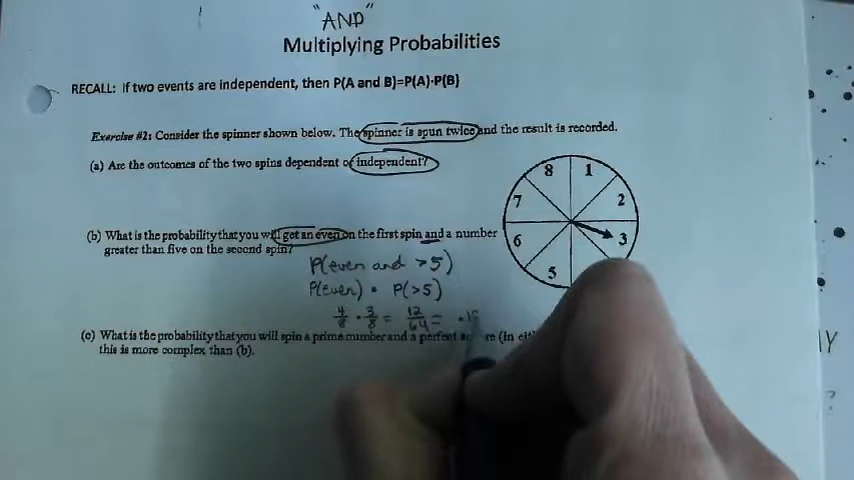 "AND"
Multiplying Probabilities
RECALL: If two events are independent, then P(A and B)=P(A)·P(B)
Exercise #2: Consider the spinner shown below. The spinner is spun twice and the result is recorded.
(a) Are the outcomes of the two spins dependent or independent?
8 1
7 2
6 3
5
(b) What is the probability that you will get an even on the first spin and a number
greater than five on the second spin?
P(even and >5)
P(even) • P(>5)
4/8 · 3/8 = 12/64 =
(c) What is the probability that you will spin a prime number and a perfect (in
this is more complex than (b).
Y
?